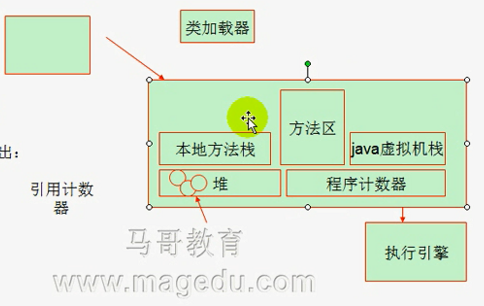 类加载器
方法区
本地方法栈
java虚拟机栈
出：
堆
程序计数器
引用计数
器
执行引擎
马哥教育
www.magedu.com